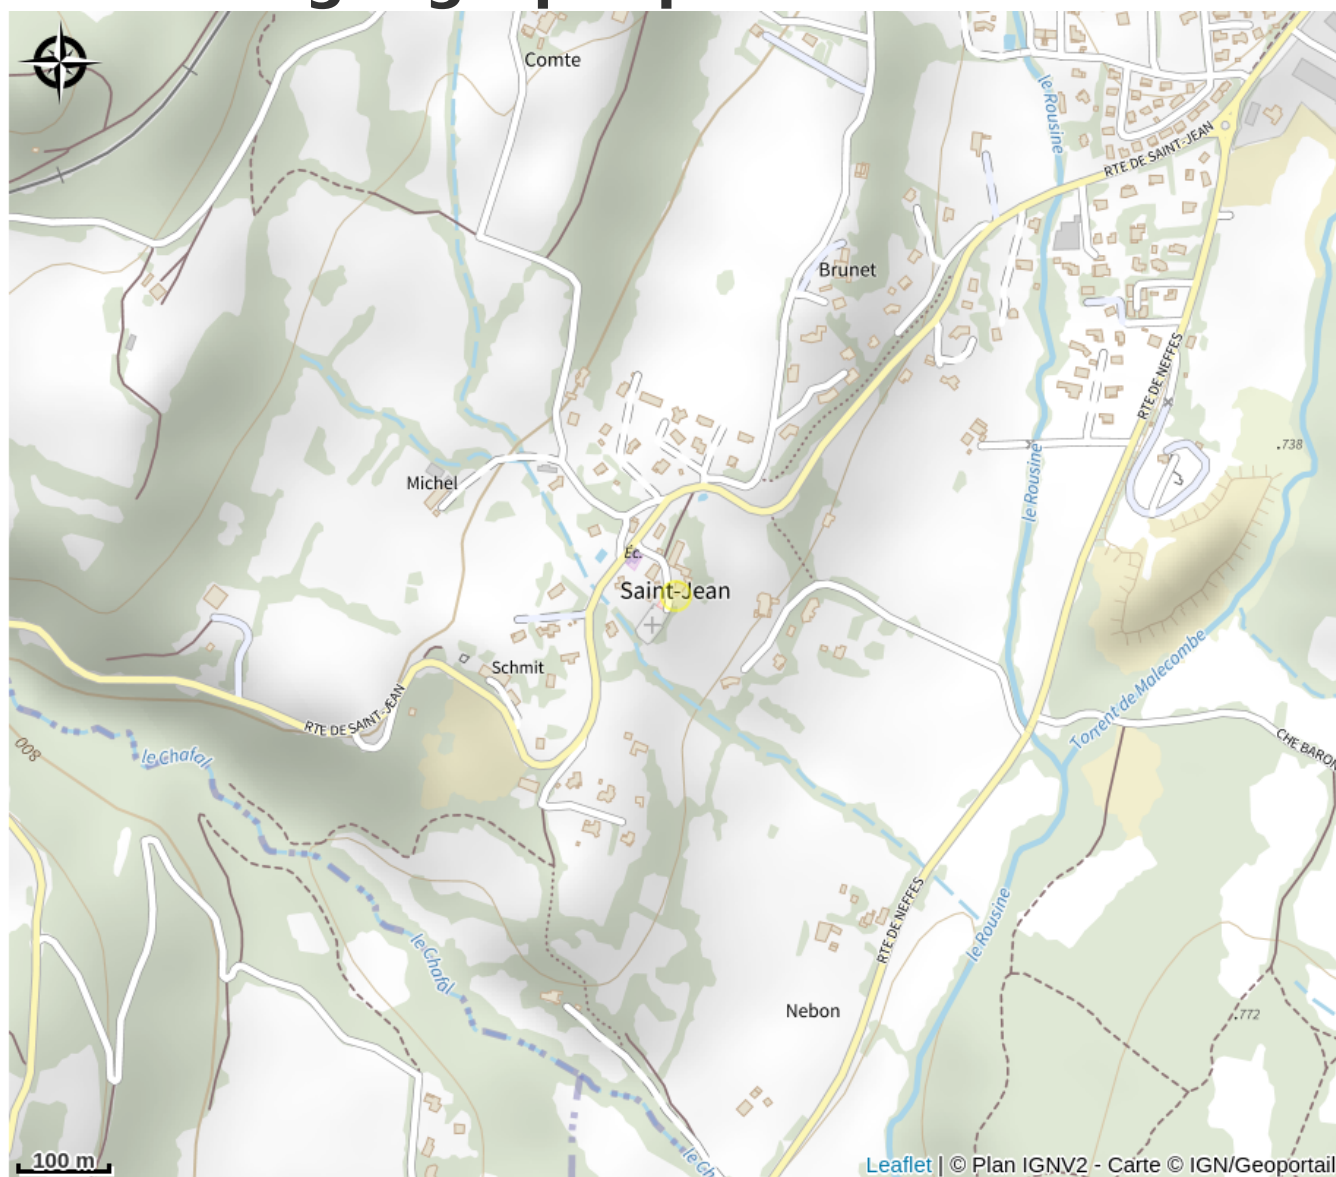 Comte
le Rousine
RTE DE SAINT-JEAN
Brunet
RTE DE NEFFES
.738
Michel
le Rousine
Éc.
Saint-Jean
Schmit
Torrent de Malecombe
RTE DE SAINT-JEAN
le Chafal
800
CHE BARON
le Chafal
RTE DE NEFFES
le Rousine
Nebon
.772
le Ch
100 m
Leaflet | © Plan IGNV2 - Carte © IGN/Geoportail